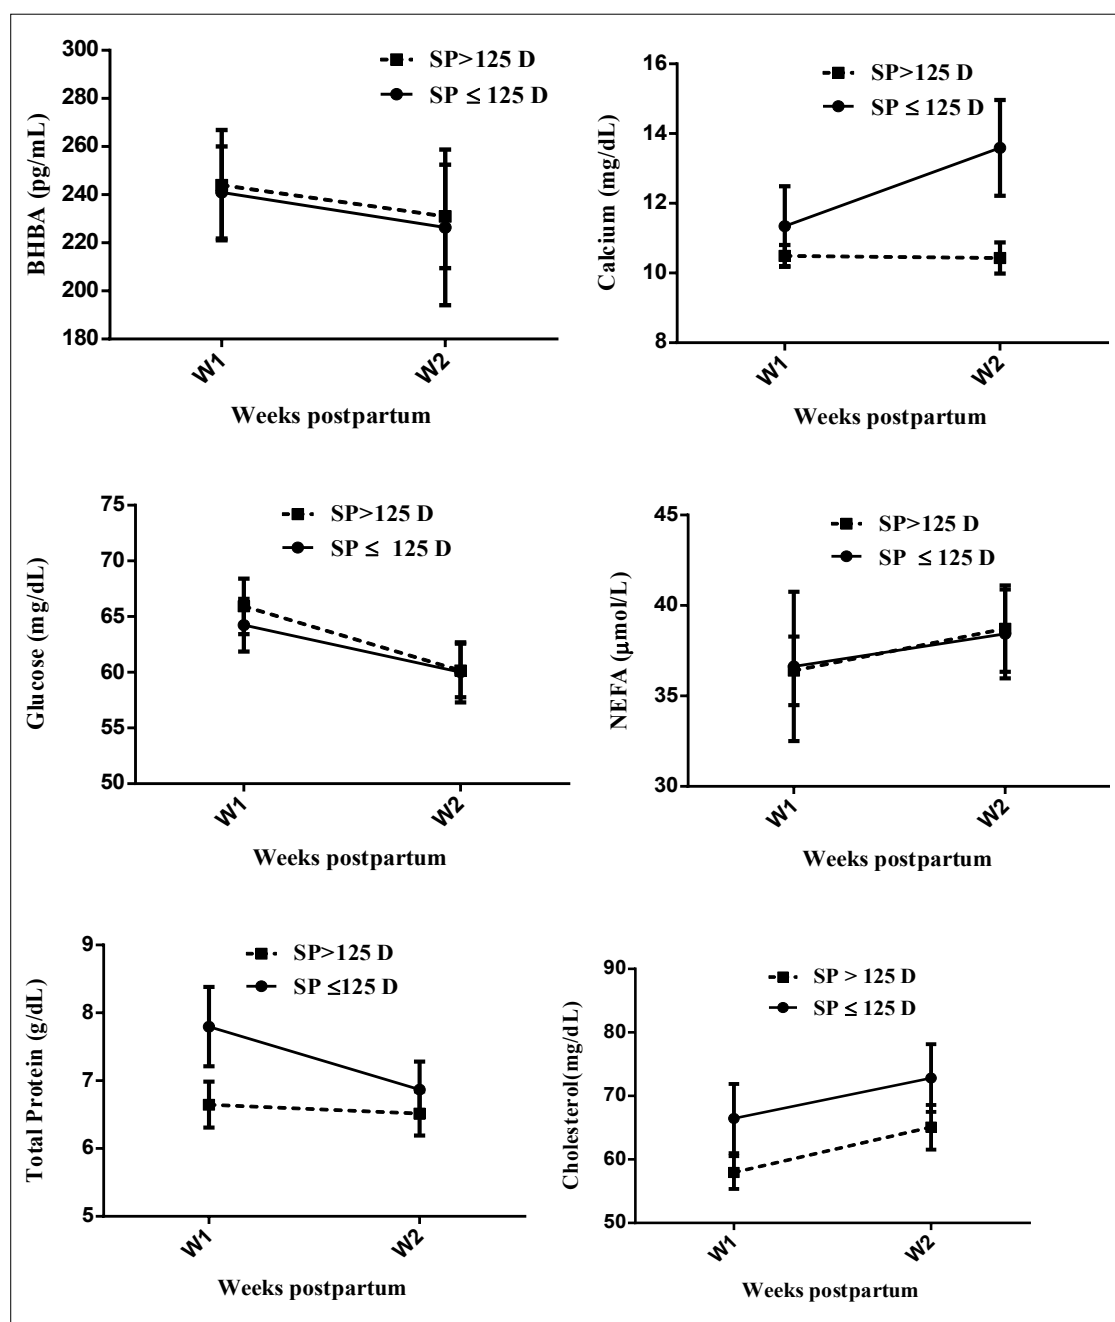 300
280
260
240
220
200
180
BHBA (pg/mL)
SP>125 D
SP ≤ 125 D
W1
W2
Weeks postpartum
16
14
12
10
8
Calcium (mg/dL)
SP>125 D
SP ≤ 125 D
W1
W2
Weeks postpartum
75
70
65
60
55
50
Glucose (mg/dL)
SP>125 D
SP ≤ 125 D
W1
W2
Weeks postpartum
45
40
35
30
NEFA (µmol/L)
SP>125 D
SP ≤ 125 D
W1
W2
Weeks postpartum
9
8
7
6
5
Total Protein (g/dL)
SP>125 D
SP ≤125 D
W1
W2
Weeks postpartum
90
80
70
60
50
Cholesterol(mg/dL)
SP > 125 D
SP ≤ 125 D
W1
W2
Weeks postpartum